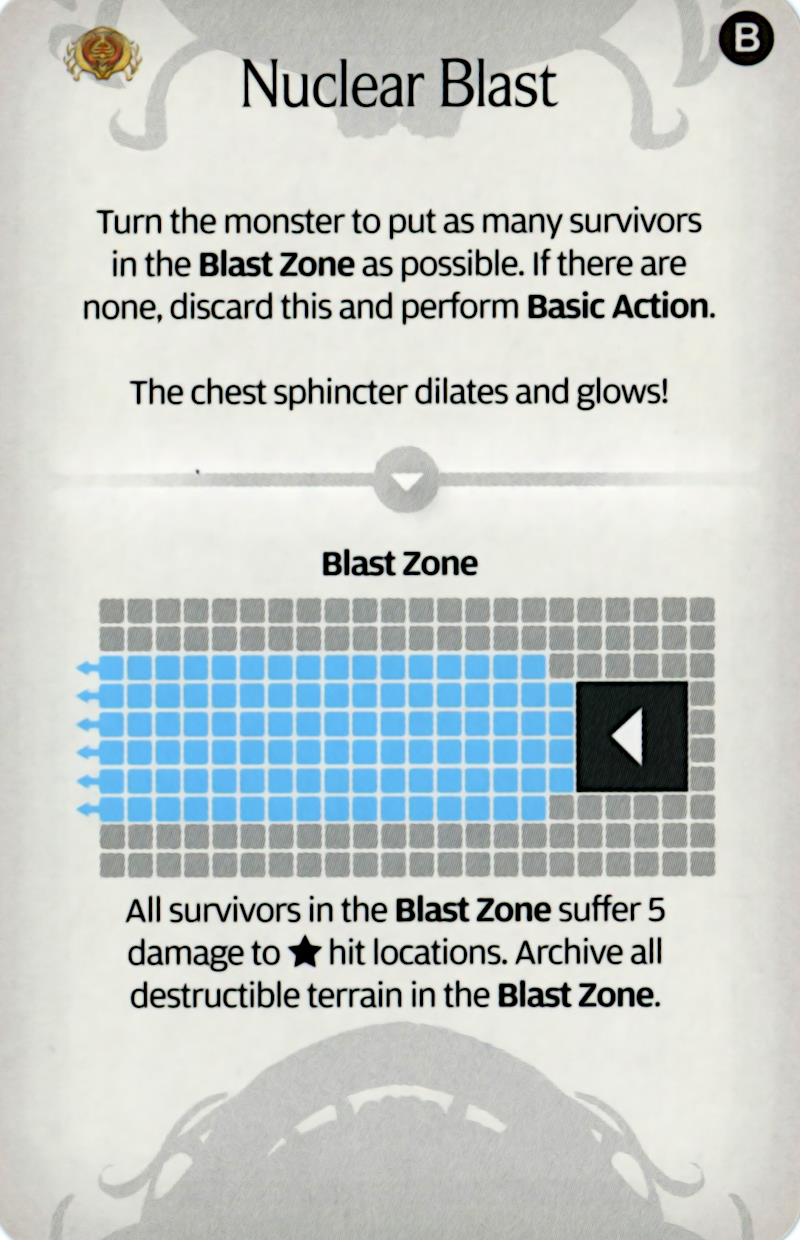 B
Nuclear Blast
Turn the monster to put as many survivors
in the Blast Zone as possible. If there are
none, discard this and perform Basic Action.
The chest sphincter dilates and glows!
Blast Zone
All survivors in the Blast Zone suffer 5
damage to ★ hit locations. Archive all
destructible terrain in the Blast Zone.